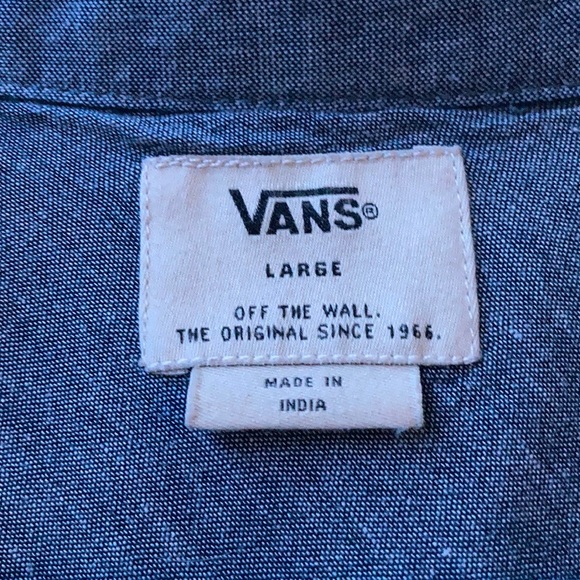 VANS®
LARGE
OFF THE WALL.
THE ORIGINAL SINCE 1966.
MADE IN
INDIA